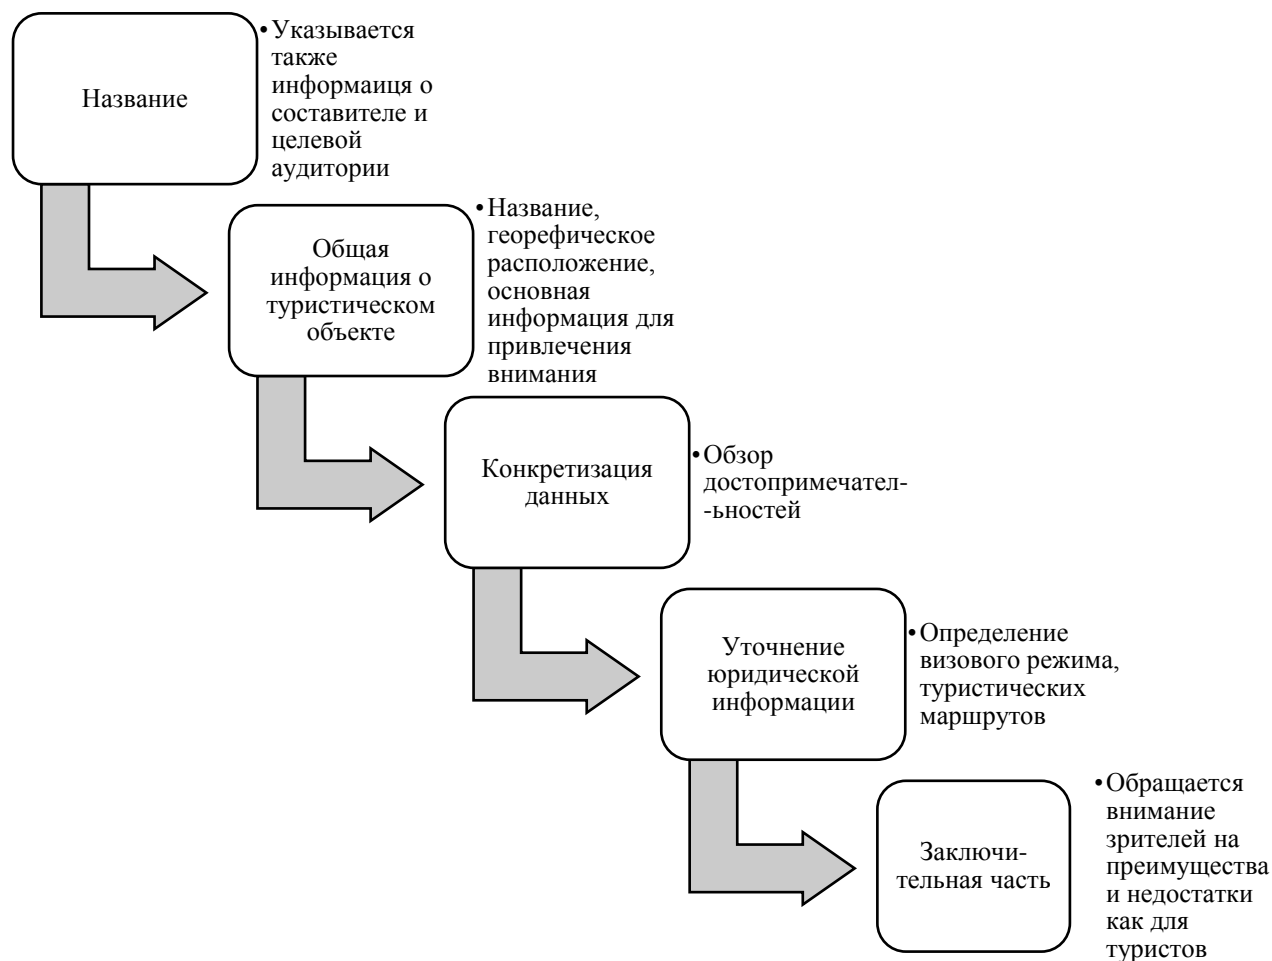 Название
•Указывается
также
информаиця о
составителе и
целевой
аудитории
Общая
информация о
туристическом
объекте
•Название,
георефическое
расположение,
основная
информация для
привлечения
внимания
Конкретизация
данных
•Обзор
достопримечател-
-ьностей
Уточнение
юридической
информации
•Определение
визового режима,
туристических
маршрутов
Заключи-
тельная часть
•Обращается
внимание
зрителей на
преимущества
и недостатки
как для
туристов